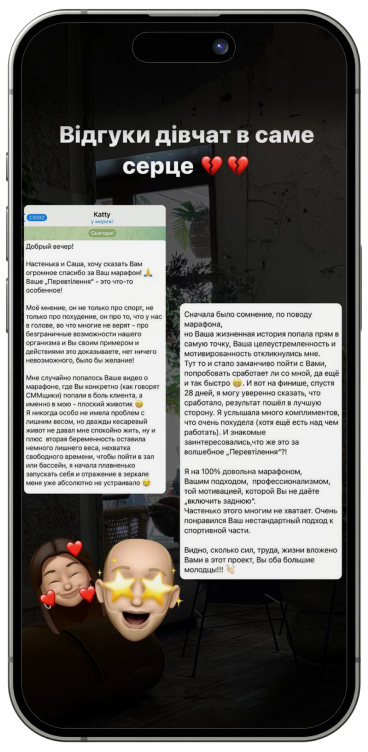 Відгуки дівчат в саме
серце 💔💔
23092
Katty
у мережі
Сьогодні
Добрый вечер!
Настенька и Саша, хочу сказать Вам
огромное спасибо за Ваш марафон! 🙏
Ваше „Перевтілення“ - это что-то
особенное!
Моё мнение, он не только про спорт, не
только про похудение, он про то, что у нас
в голове, во что многие не верят - про
безграничные возможности нашего
организма и Вы своим примером и
действиями это доказываете, нет ничего
невозможного, было бы желание!
Мне случайно попалось Ваше видео о
марафоне, где Вы конкретно (как говорят
СММщики) попали в боль клиента, а
именно в мою - плоский животик
Я никогда особо не имела проблем с
лишним весом, но дважды кесаревый
живот не давал мне спокойно жить, ну и
плюс вторая беременность оставила
немного лишнего веса, нехватка
свободного времени, чтобы пойти в зал
или бассейн, я начала плавненько
запускать себя и отражение в зеркале
меня уже абсолютно не устраивало
Сначала было сомнение, по поводу
марафона,
но Ваша жизненная история попала прям в
самую точку, Ваша целеустремленность и
мотивированность откликнулись мне.
Тут то и стало заманчиво пойти с Вами,
попробовать сработает ли со мной, да ещё
и так быстро
. И вот на финише, спустя
28 дней, я могу уверенно сказать, что
сработало, результат пошёл в лучшую
сторону. Я услышала много комплиментов,
что очень похудела (хотя ещё есть над чем
работать). И знакомые
заинтересовались,что же это за
волшебное „Перевтілення“?!
Я на 100% довольна марафоном,
Вашим подходом, профессионализмом,
той мотивацией, которой Вы не даёте
„включить заднюю“.
Частенько этого многим не хватает. Очень
понравился Ваш нестандартный подход к
спортивной части.
Видно, сколько сил, труда, жизни вложено
Вами в этот проект, Вы оба большие
молодцы!!! 👏🏻